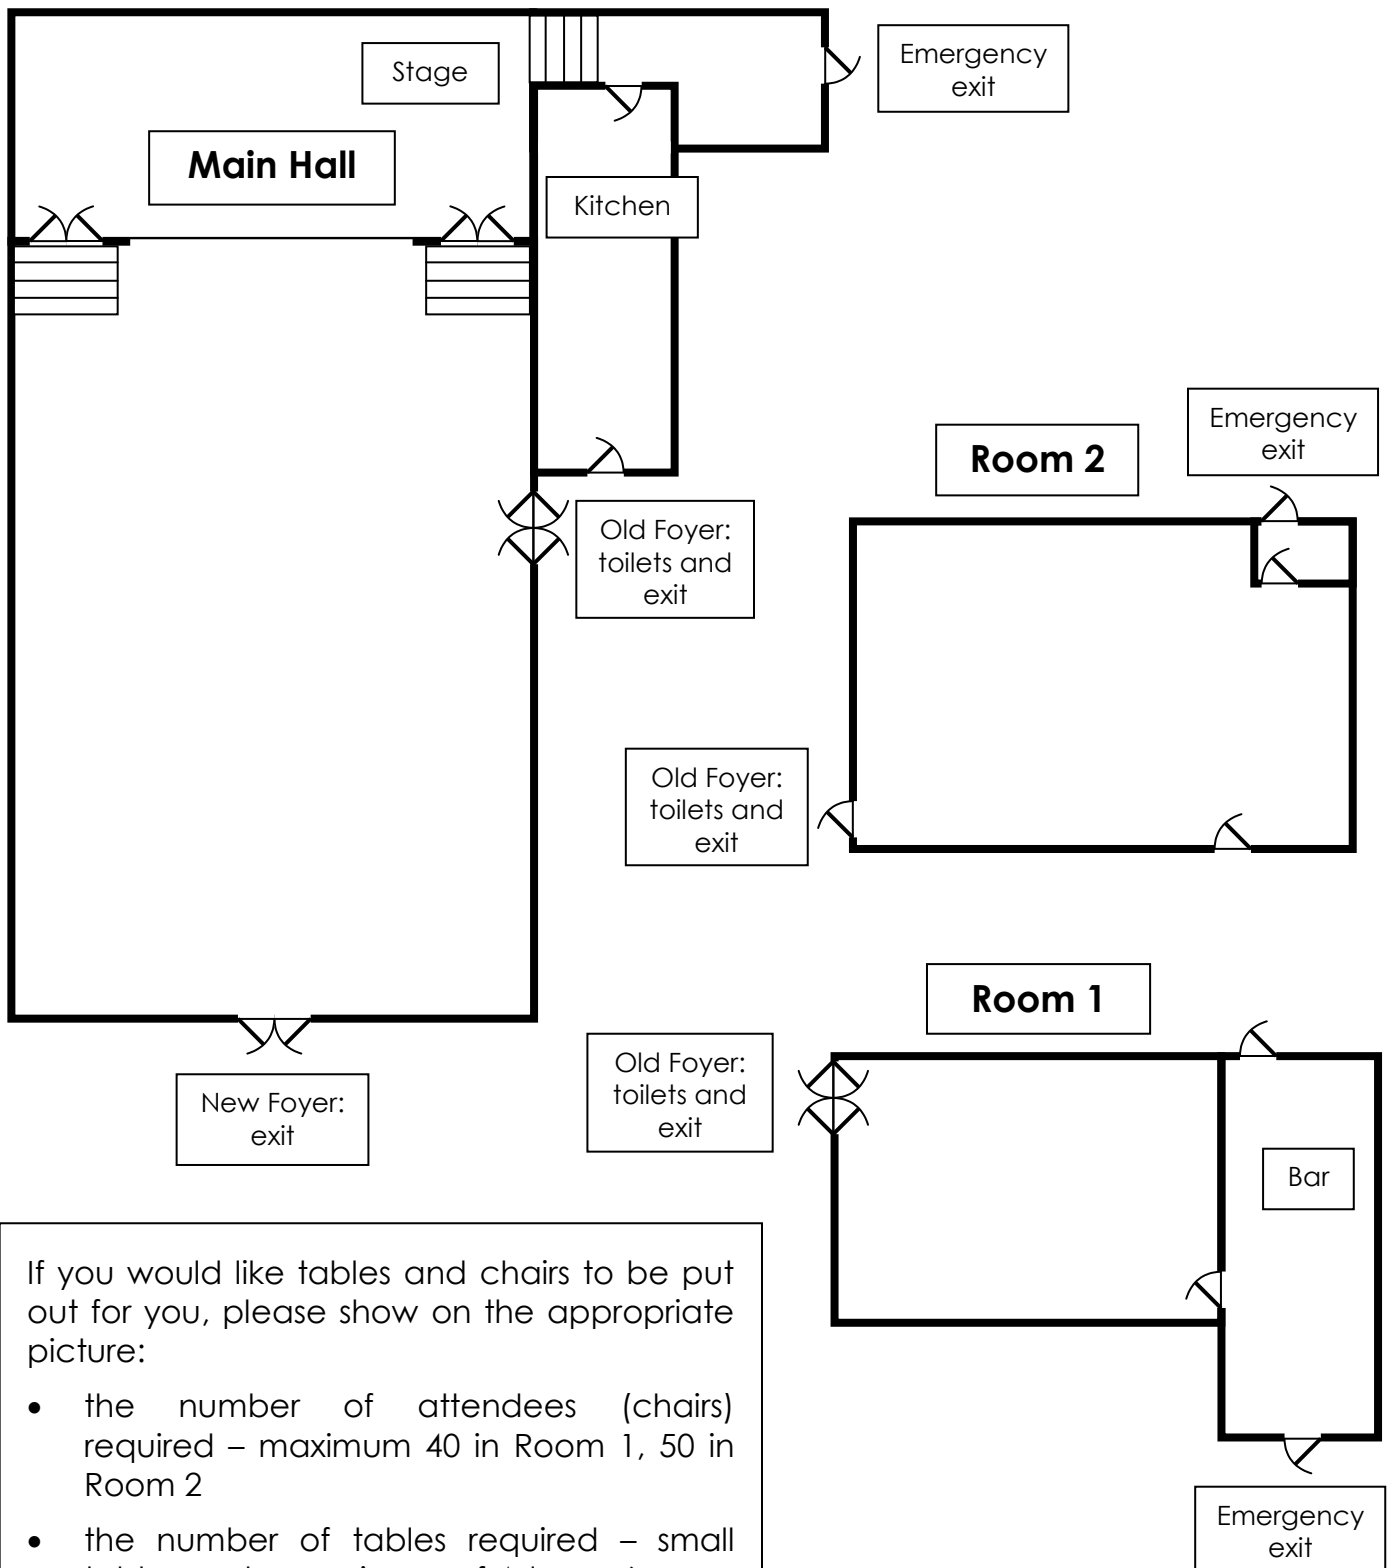 Stage
Emergency
exit
Main Hall
Kitchen
Emergency
exit
Room 2
Old Foyer:
toilets and
exit
Old Foyer:
toilets and
exit
Room 1
Old Foyer:
toilets and
exit
New Foyer:
exit
Bar
If you would like tables and chairs to be put
out for you, please show on the appropriate
picture:
• the number of attendees (chairs)
required – maximum 40 in Room 1, 50 in
Room 2
• the number of tables required – small
Emergency
exit